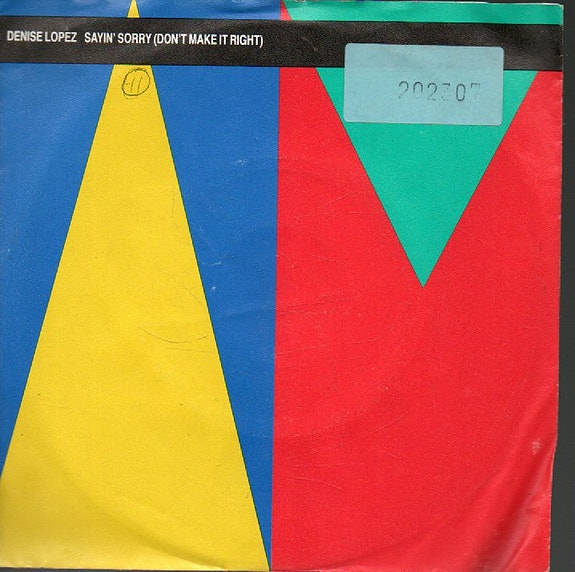 DENISE LOPEZ SAYIN' SORRY (DON'T MAKE IT RIGHT)
11
202307